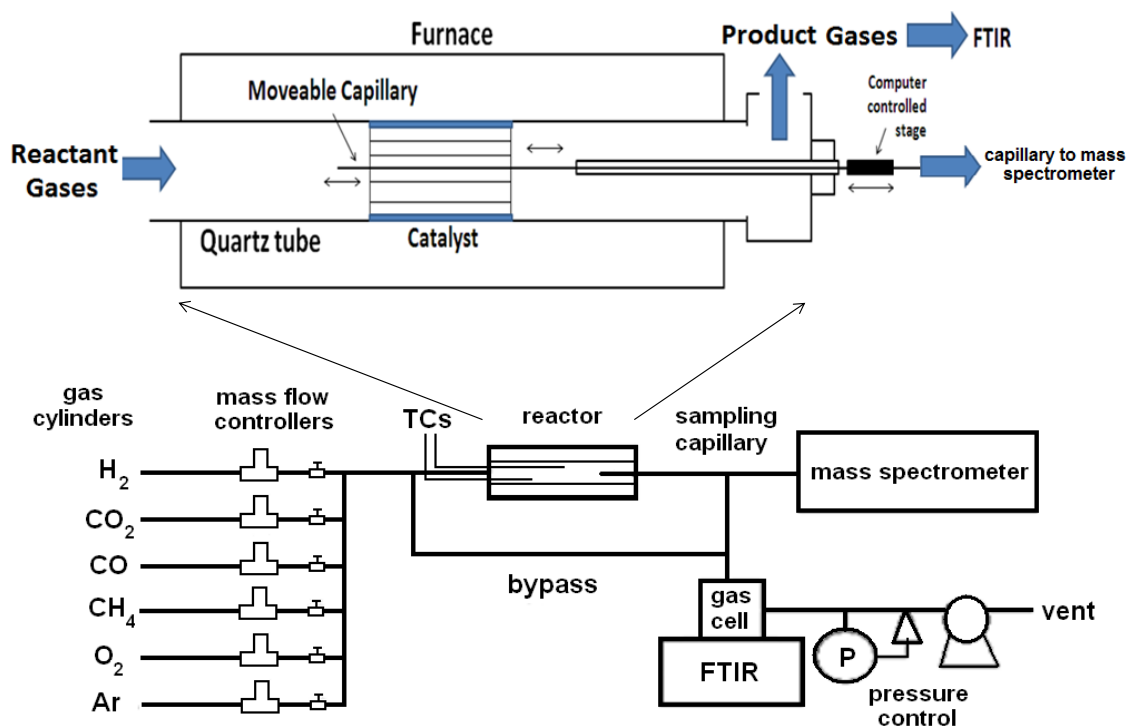 Furnace
Product Gases
FTIR
Moveable Capillary
Computer
controlled
stage
Reactant
Gases
capillary to mass
spectrometer
Quartz tube
Catalyst
gas
cylinders
mass flow
controllers
TCs
reactor
sampling
capillary
H2
mass spectrometer
CO2
CO
bypass
CH4
gas
cell
vent
O2
FTIR
P
Ar
pressure
control